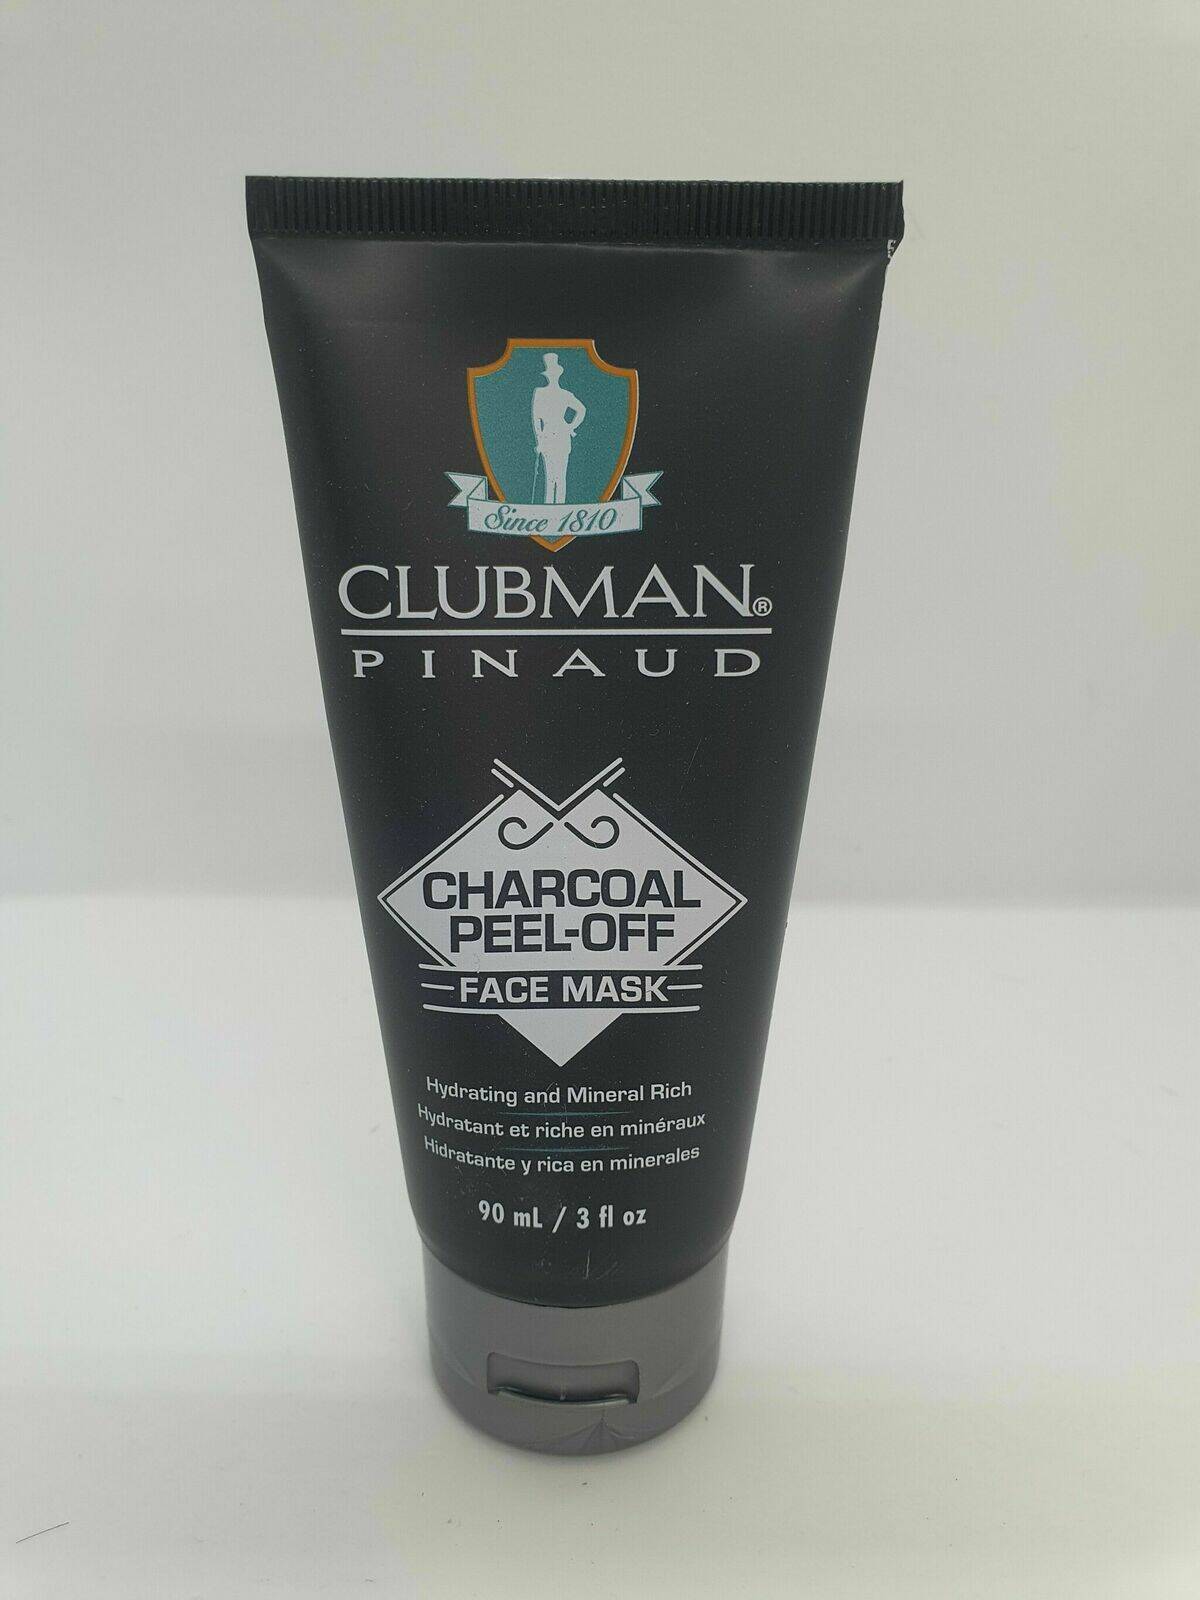 Since 1810
CLUBMAN®
PINAUD
CHARCOAL
PEEL-OFF
FACE MASK
Hydrating and Mineral Rich
Hydratant et riche en minéraux
Hidratante y rica en minerales
90 mL / 3 fl oz